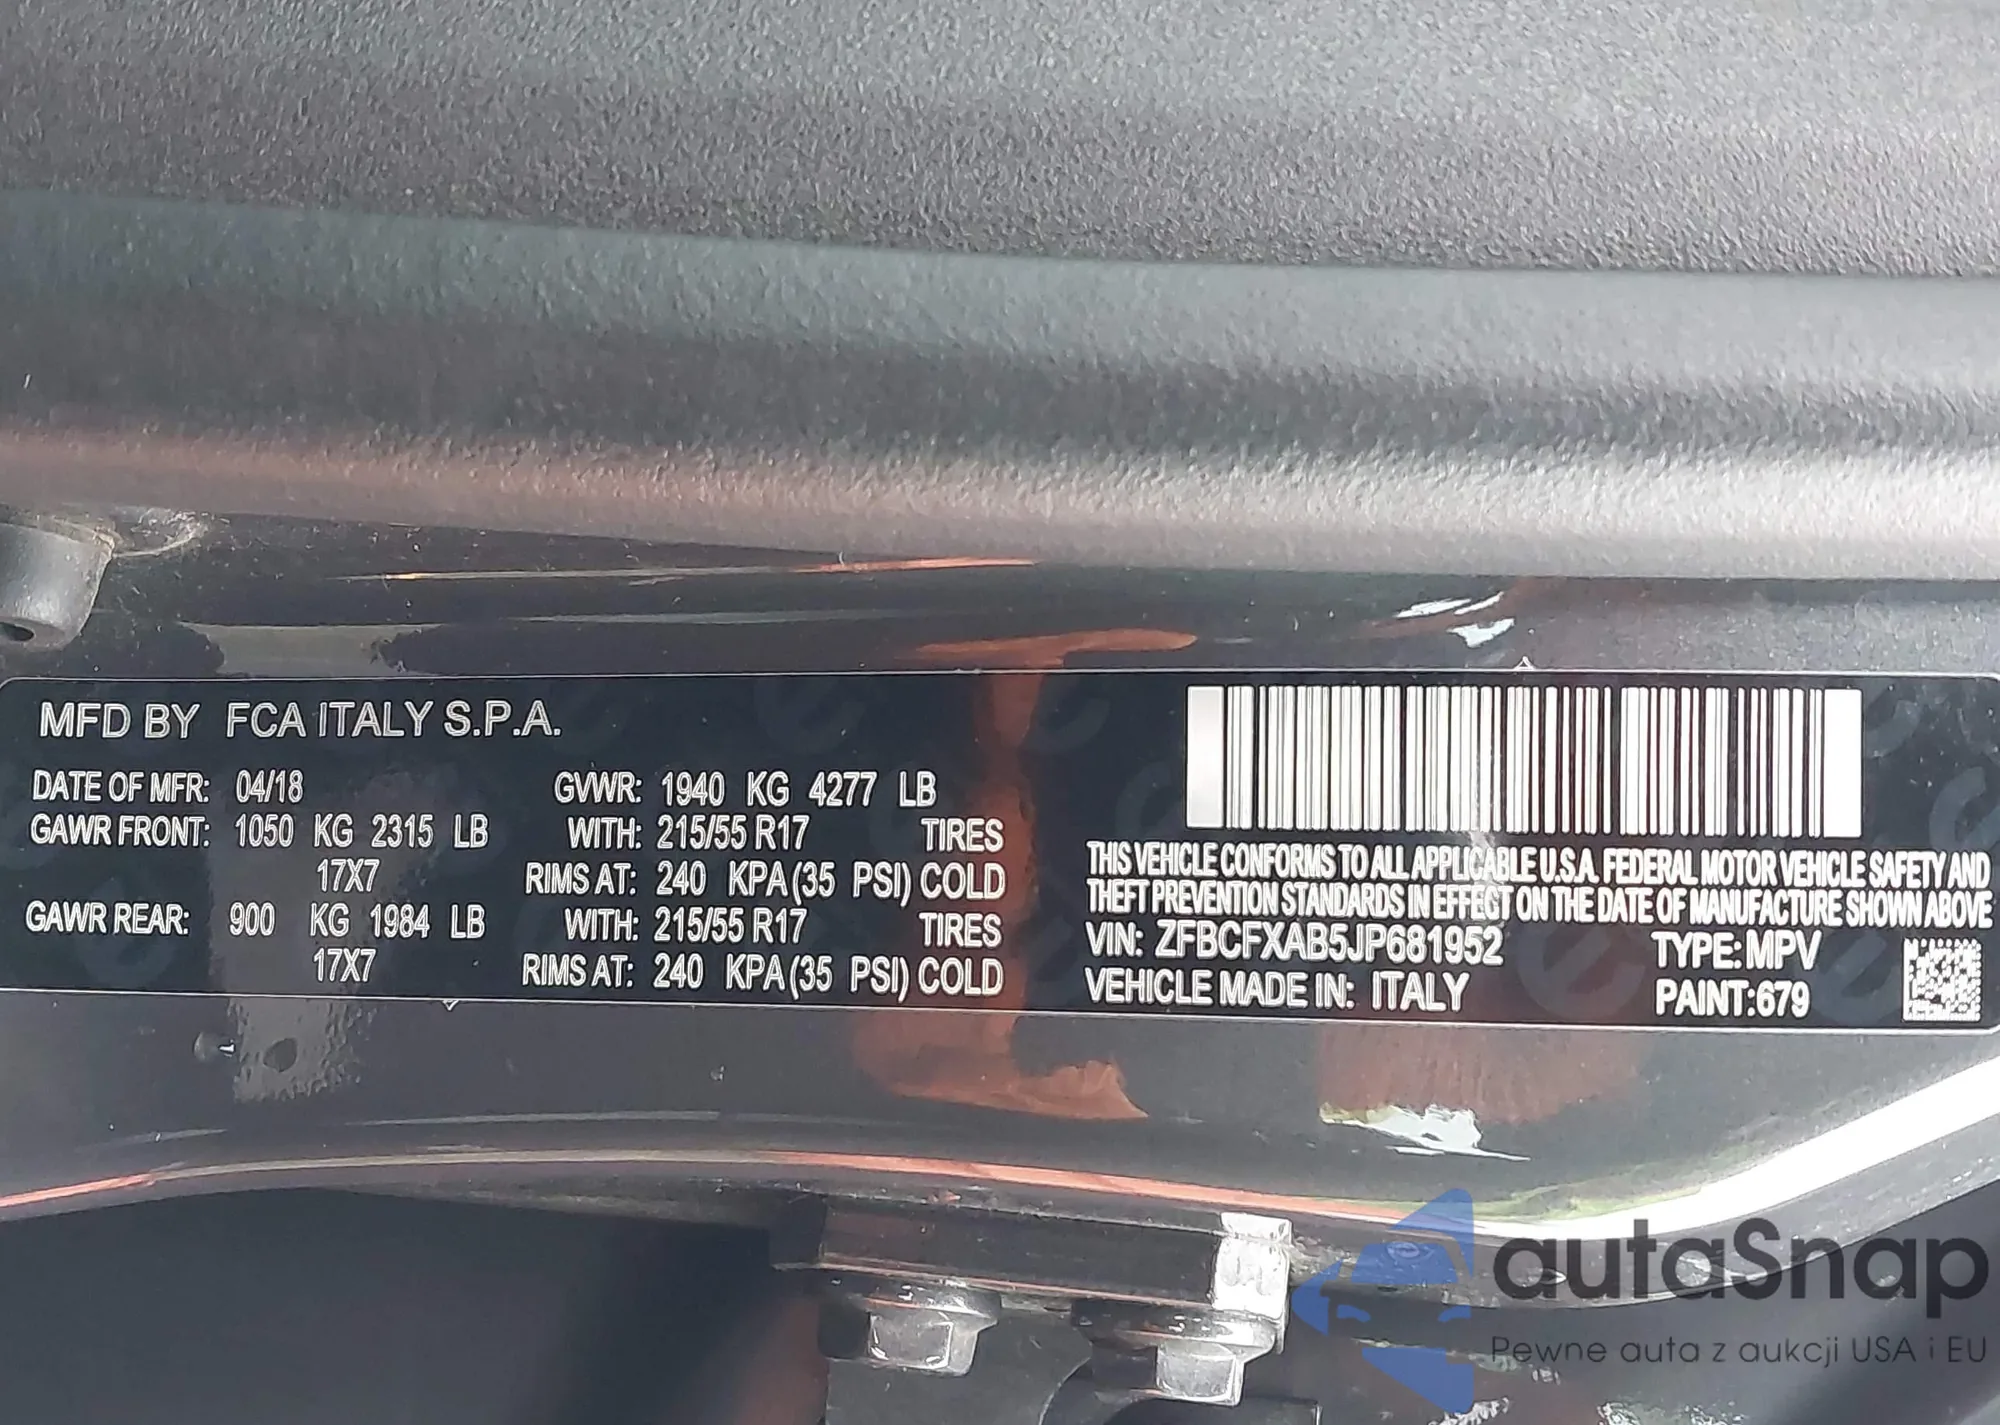 MFD BY FCA ITALY S.P.A.
DATE OF MFR: 04/18 GVWR: 1940 KG 4277 LB
GAWR FRONT: 1050 KG 2315 LB WITH: 215/55 R17 TIRES
17X7 RIMS AT: 240 KPA(35 PSI) COLD
GAWR REAR: 900 KG 1984 LB WITH: 215/55 R17 TIRES
17X7 RIMS AT: 240 KPA(35 PSI) COLD
THIS VEHICLE CONFORMS TO ALL APPLICABLE U.S.A. FEDERAL MOTOR VEHICLE SAFETY AND
THEFT PREVENTION STANDARDS IN EFFECT ON THE DATE OF MANUFACTURE SHOWN ABOVE
VIN: ZFBCFXAB5JP681952 TYPE: MPV
VEHICLE MADE IN: ITALY PAINT:679
autaSnap
Pewne auta z aukcji USA i EU